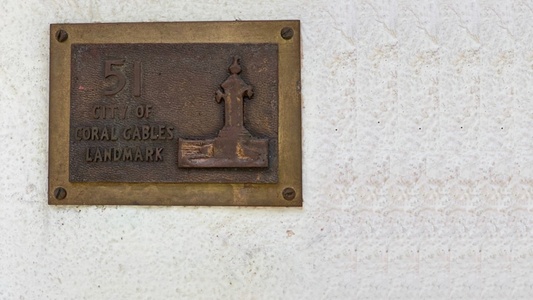 51
CITY OF
CORAL GABLES
LANDMARK